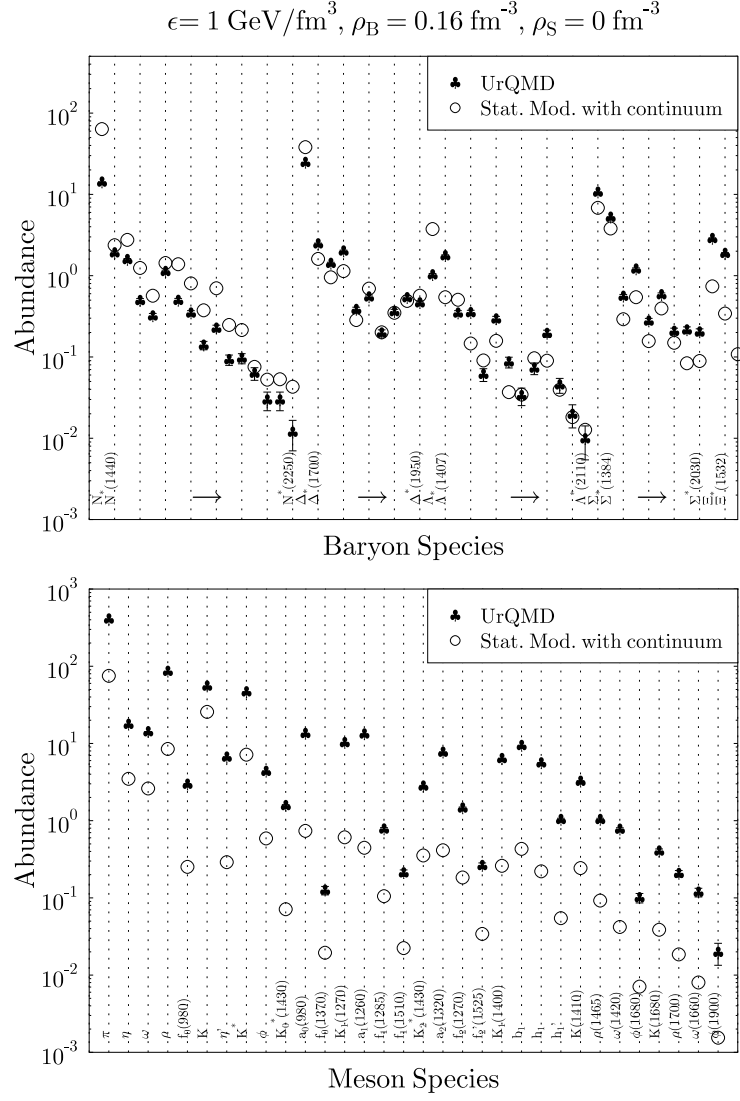 ϵ= 1 GeV/fm³, ρ_B = 0.16 fm⁻³, ρ_S = 0 fm⁻³
♣ UrQMD
○ Stat. Mod. with continuum
Abundance
10²
10¹
10⁰
10⁻¹
10⁻²
10⁻³
N
N*(1440)
→
N*(2250)
Δ
Δ*(1700)
→
Δ*(1950)
Λ
Λ*(1407)
→
Λ*(2110)
Σ
Σ*(1384)
→
Σ*(2030)
Ξ
Ξ*(1532)
Baryon Species
♣ UrQMD
○ Stat. Mod. with continuum
Abundance
10³
10²
10¹
10⁰
10⁻¹
10⁻²
10⁻³
π
η
ω
ρ
f₀(980)
K
η'
K*
φ
K₀*(1430)
a₀(980)
f₀(1370)
K₁(1270)
a₁(1260)
f₁(1285)
f₁(1510)
K₂*(1430)
a₂(1320)
f₂(1270)
f₂'(1525)
K₁(1400)
b₁
h₁
h₁'
K(1410)
ρ(1465)
ω(1420)
φ(1680)
K(1680)
ρ(1700)
ω(1660)
(1900)
Meson Species